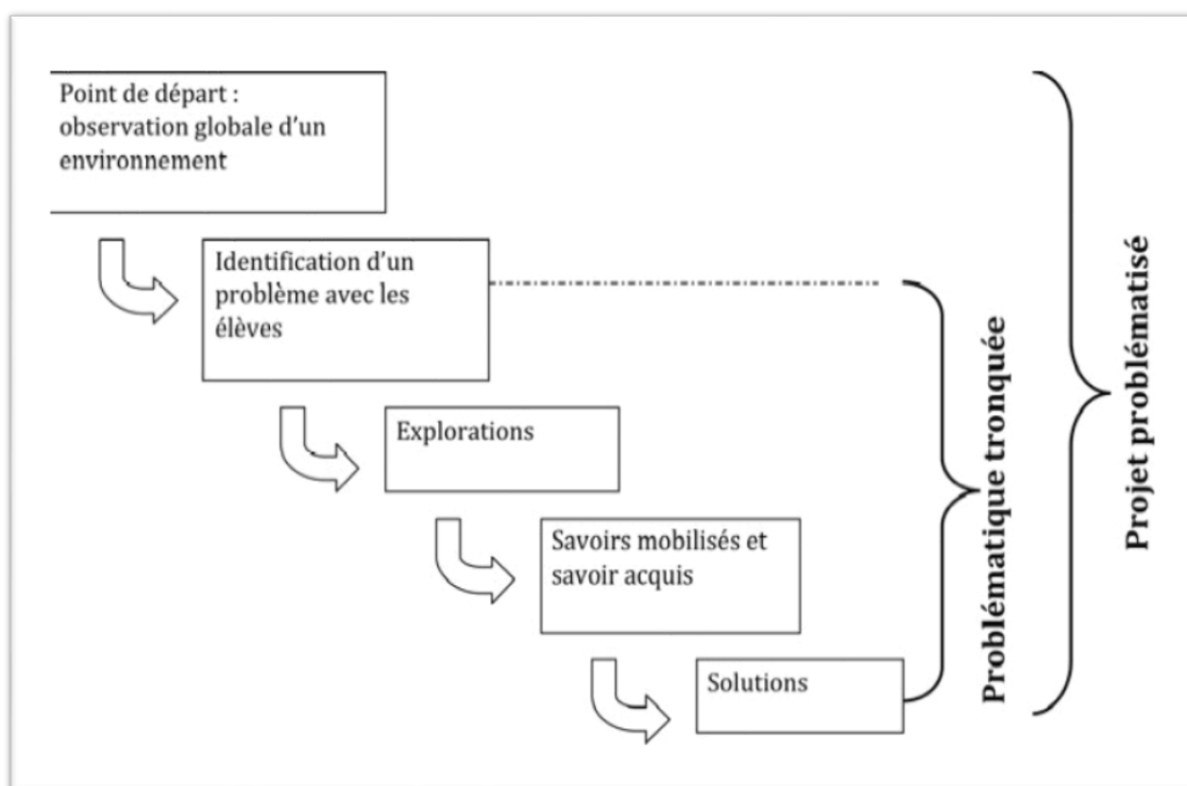 Point de départ :
observation globale d'un
environnement
Identification d'un
problème avec les
élèves
Explorations
Savoirs mobilisés et
savoir acquis
Solutions
Problématique tronquée
Projet problématisé